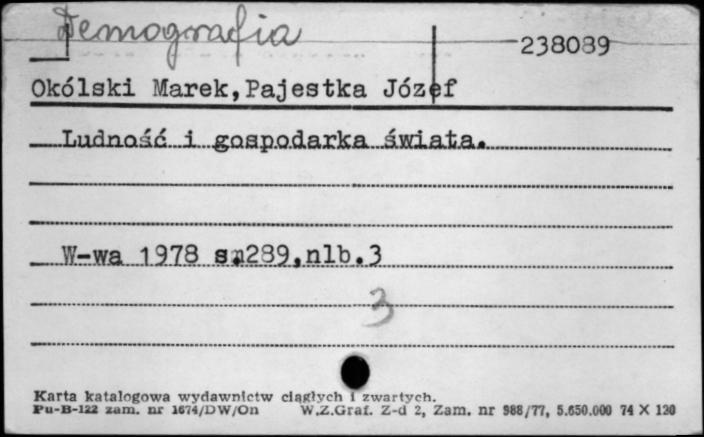 Demografia
238089
Okólski Marek,Pajestka Józef
Ludność i gospodarka świata.
W-wa 1978 s.289,nlb.3
3
Karta katalogowa wydawnictw ciągłych i zwartych.
Pu-B-122 zam. nr 1674/DW/On W.Z.Graf. Z-d 2, Zam. nr 988/77, 5.650.000 74 X 120